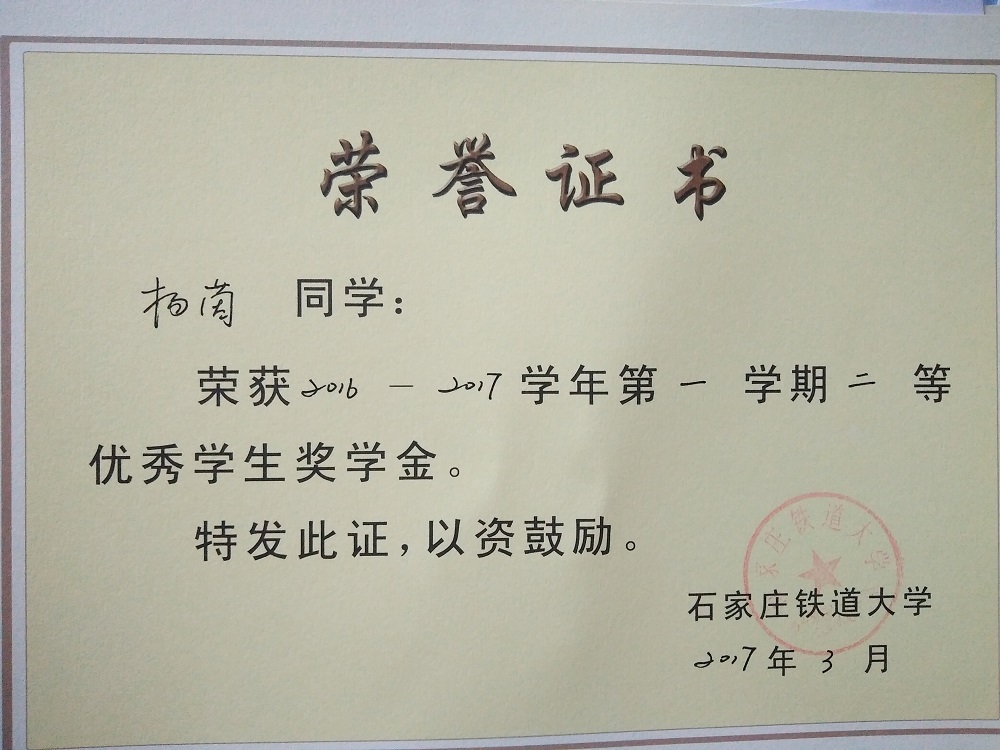 荣誉证书
杨茵 同学：
荣获2016－2017学年第一学期二等
优秀学生奖学金。
特发此证，以资鼓励。
石家庄铁道大学
石家庄铁道大学
2017年3月